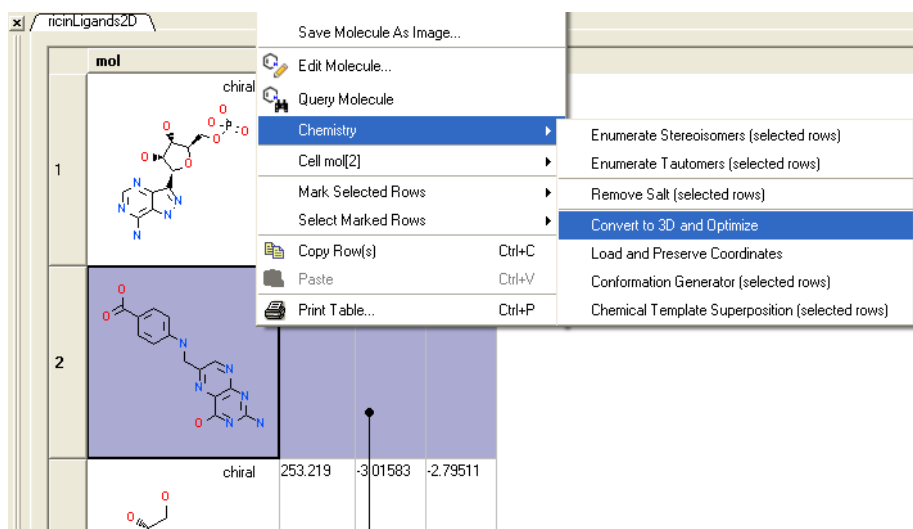 ricinLigands2D
mol
Save Molecule As Image...
Edit Molecule...
Query Molecule
Chemistry
Cell mol[2]
Mark Selected Rows
Select Marked Rows
Copy Row(s) Ctrl+C
Paste Ctrl+V
Print Table... Ctrl+P
Enumerate Stereoisomers (selected rows)
Enumerate Tautomers (selected rows)
Remove Salt (selected rows)
Convert to 3D and Optimize
Load and Preserve Coordinates
Conformation Generator (selected rows)
Chemical Template Superposition (selected rows)
1
chiral
O
O P O
O O O
O O
N N
N N
N
2
O
O
N
N N
N N
O N N
chiral 253.219 -3.01583 -2.79511
O
O